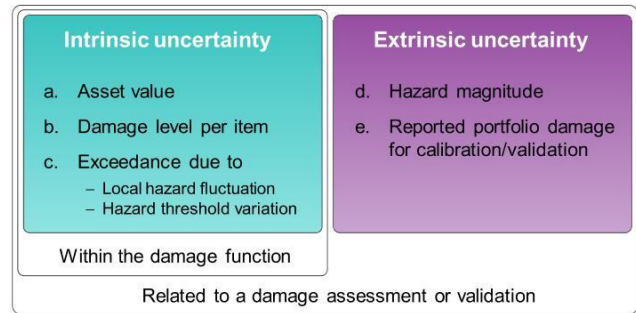 Intrinsic uncertainty
a. Asset value
b. Damage level per item
c. Exceedance due to
– Local hazard fluctuation
– Hazard threshold variation
Within the damage function
Extrinsic uncertainty
d. Hazard magnitude
e. Reported portfolio damage
for calibration/validation
Related to a damage assessment or validation